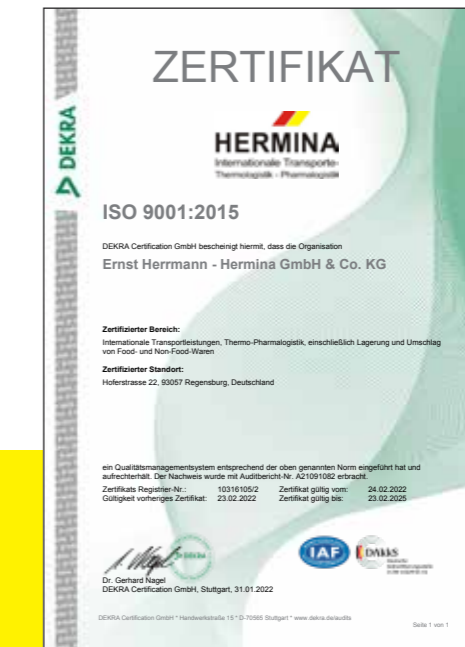 ZERTIFIKAT
DEKRA
HERMINA
Internationale Transporte-
Thermologistik - Pharmalogistik
ISO 9001:2015
DEKRA Certification GmbH bescheinigt hiermit, dass die Organisation
Ernst Herrmann - Hermina GmbH & Co. KG
Zertifizierter Bereich:
Internationale Transportleistungen, Thermo-Pharmalogistik, einschließlich Lagerung und Umschlag
von Food- und Non-Food-Waren
Zertifizierter Standort:
Hoferstrasse 22, 93057 Regensburg, Deutschland
ein Qualitätsmanagementsystem entsprechend der oben genannten Norm eingeführt hat und
aufrechterhält. Der Nachweis wurde mit Auditbericht-Nr. A21091082 erbracht.
Zertifikats Registrier-Nr.: 10316105/2 Zertifikat gültig vom: 24.02.2022
Gültigkeit vorheriges Zertifikat: 23.02.2022 Zertifikat gültig bis: 23.02.2025
DEKRA
IAF
DAkkS
Dr. Gerhard Nagel
DEKRA Certification GmbH, Stuttgart, 31.01.2022
DEKRA Certification GmbH * Handwerkstraße 15 * D-70565 Stuttgart * www.dekra.de/audits
Seite 1 von 1